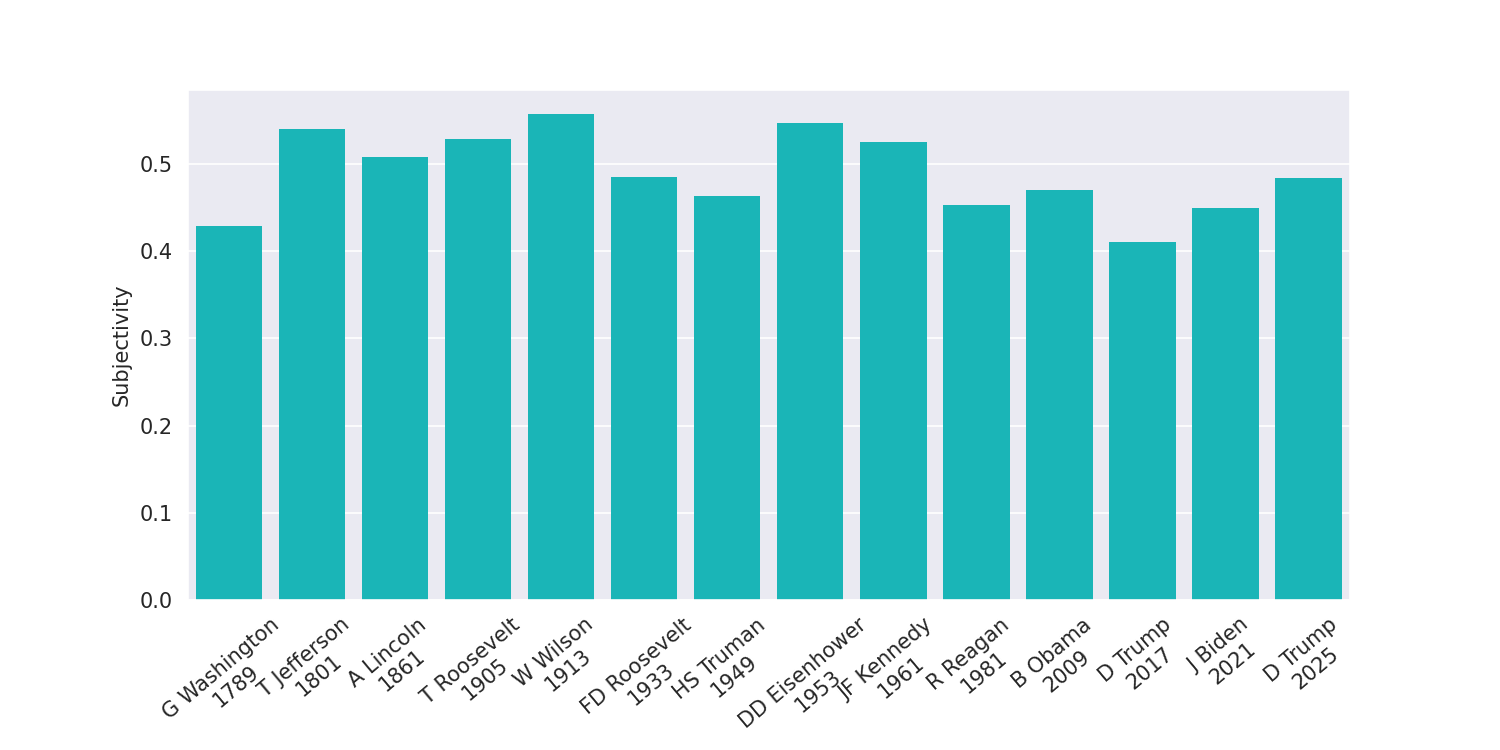 Subjectivity
0.5
0.4
0.3
0.2
0.1
0.0
G Washington
1789
T Jefferson
1801
A Lincoln
1861
T Roosevelt
1905
W Wilson
1913
FD Roosevelt
1933
HS Truman
1949
DD Eisenhower
1953
JF Kennedy
1961
R Reagan
1981
B Obama
2009
D Trump
2017
J Biden
2021
D Trump
2025